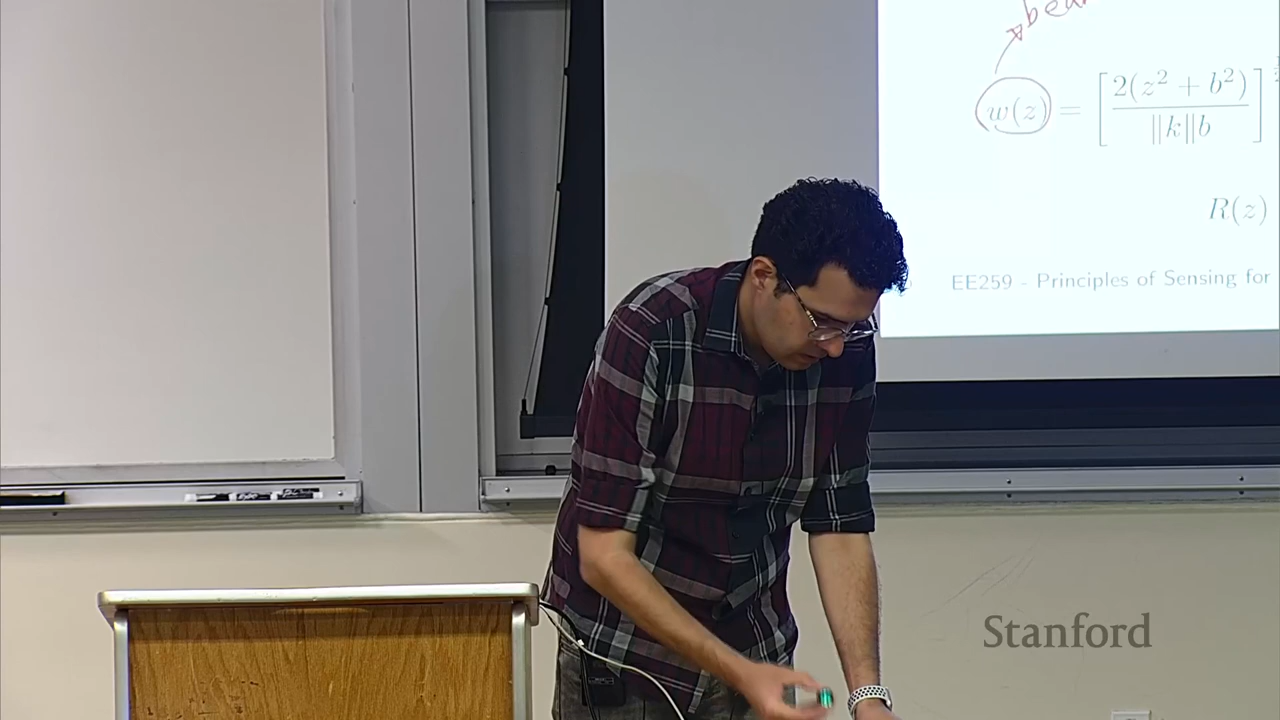 w(z) = [ 2(z² + b²) / ‖k‖b ]
R(z)
EE259 - Principles of Sensing for
Stanford